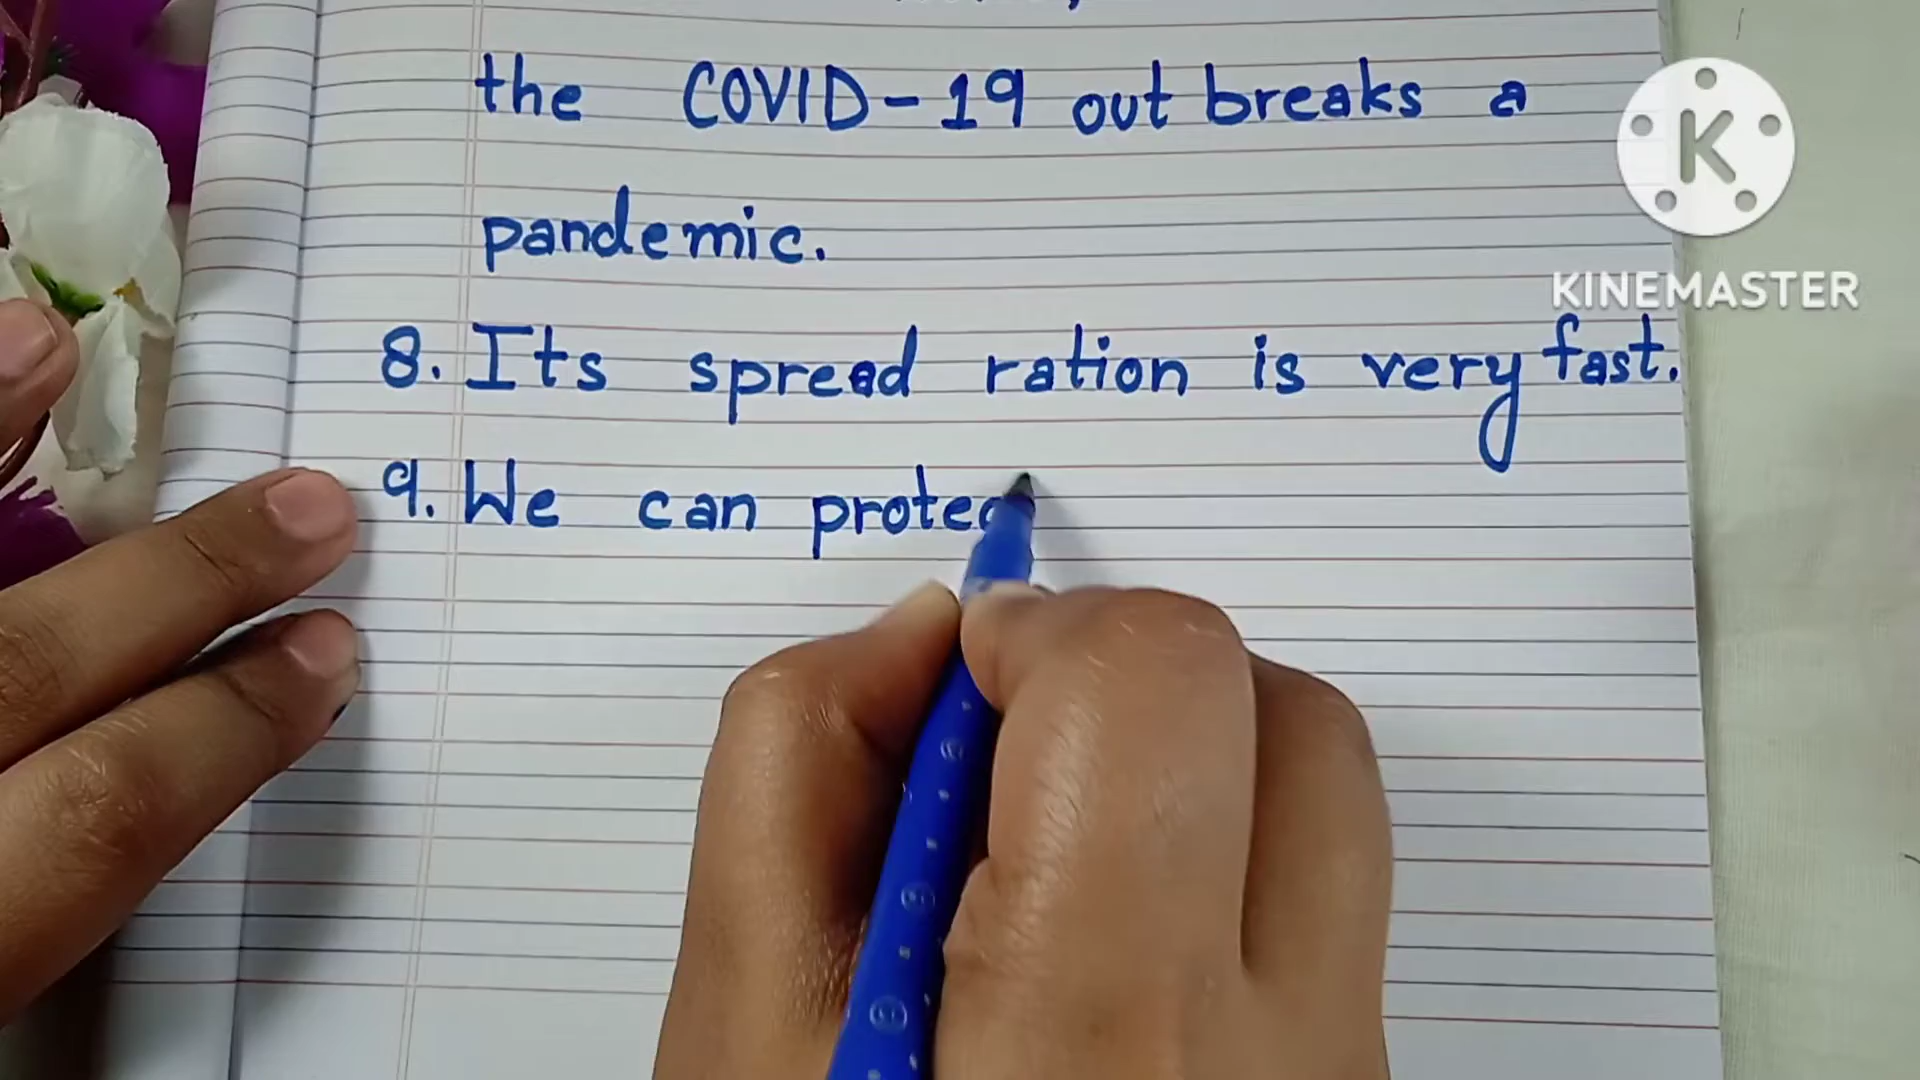 the COVID-19 out breaks a
pandemic.
8. Its spread ration is very fast.
9. We can protec
K
KINEMASTER